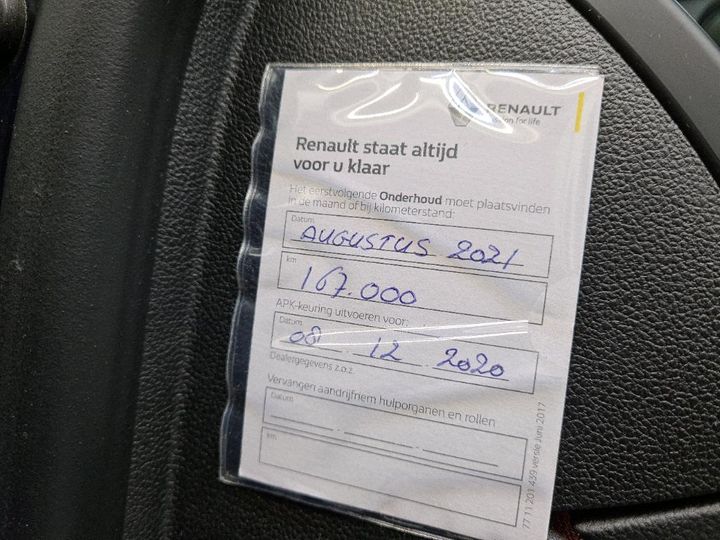 RENAULT
Passion for life
Renault staat altijd
voor u klaar
Het eerstvolgende Onderhoud moet plaatsvinden
in de maand of bij kilometerstand:
Datum
AUGUSTUS 2021
km
167.000
APK-keuring uitvoeren voor:
Datum
08 12 2020
Dealergegevens z.o.z.
Vervangen aandrijfriem hulporganen en rollen
Datum
km
77 11 203 439 versie Juni 2017